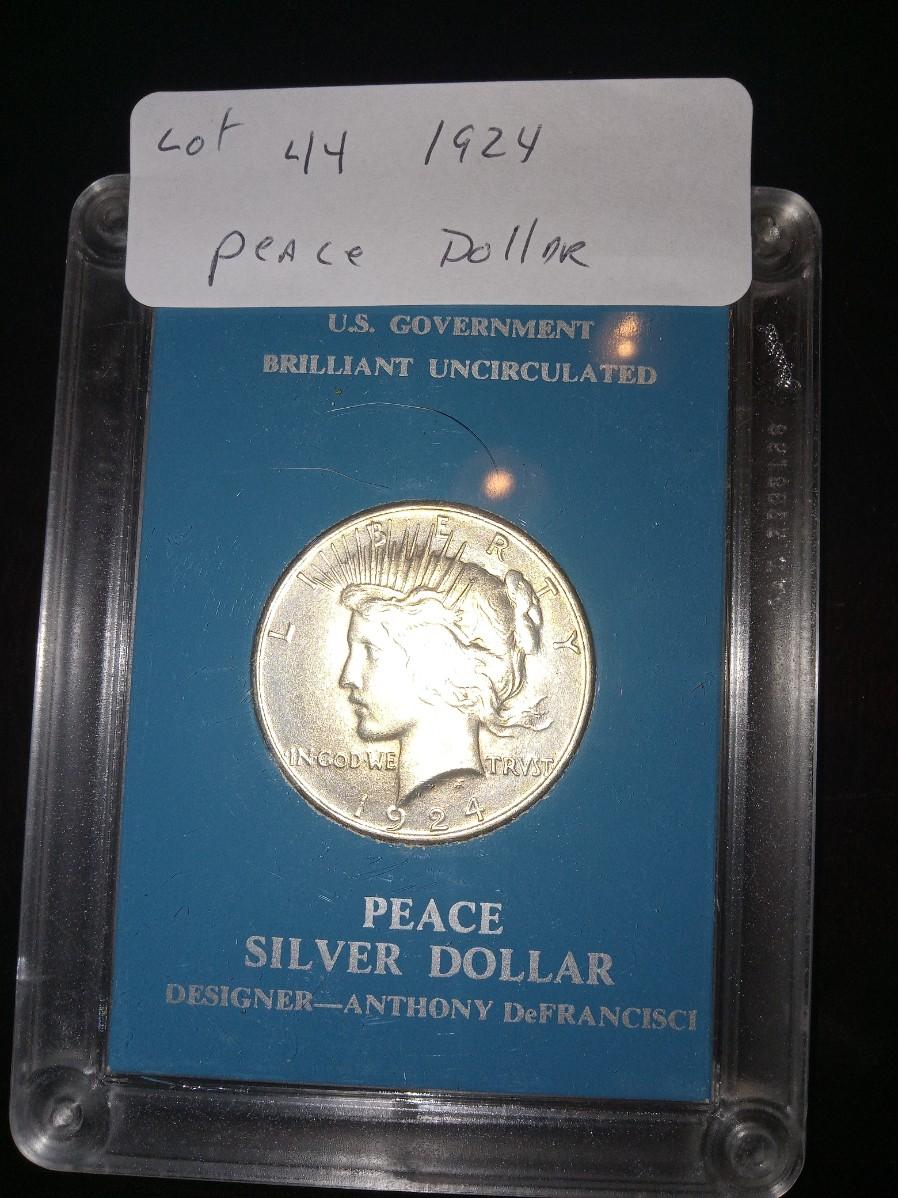 Lot 44 1924
Peace Dollar
U.S. GOVERNMENT
BRILLIANT UNCIRCULATED
LIBERTY
IN GOD WE TRVST
1924
PEACE
SILVER DOLLAR
DESIGNER—ANTHONY DeFRANCISCI